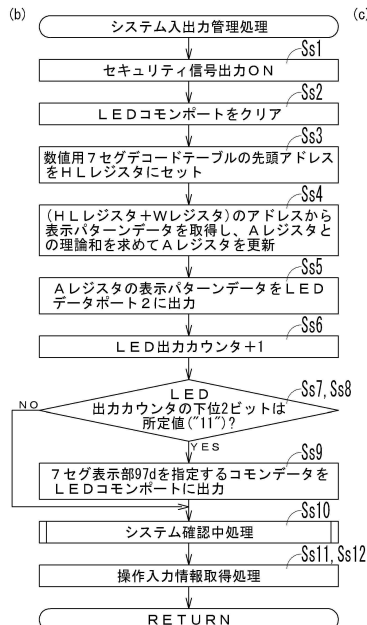 (b)
(c)
システム入出力管理処理
Ss1
セキュリティ信号出力ON
Ss2
LEDコモンポートをクリア
Ss3
数値用7セグデコードテーブルの先頭アドレス
をHLレジスタにセット
Ss4
(HLレジスタ+Wレジスタ)のアドレスから
表示パターンデータを取得し、Aレジスタと
の理論和を求めてAレジスタを更新
Ss5
Aレジスタの表示パターンデータをLED
データポート2に出力
Ss6
LED出力カウンタ+1
Ss7, Ss8
LED
出力カウンタの下位2ビットは
所定値("11")?
NO
YES
Ss9
7セグ表示部97dを指定するコモンデータを
LEDコモンポートに出力
Ss10
システム確認中処理
Ss11, Ss12
操作入力情報取得処理
RETURN